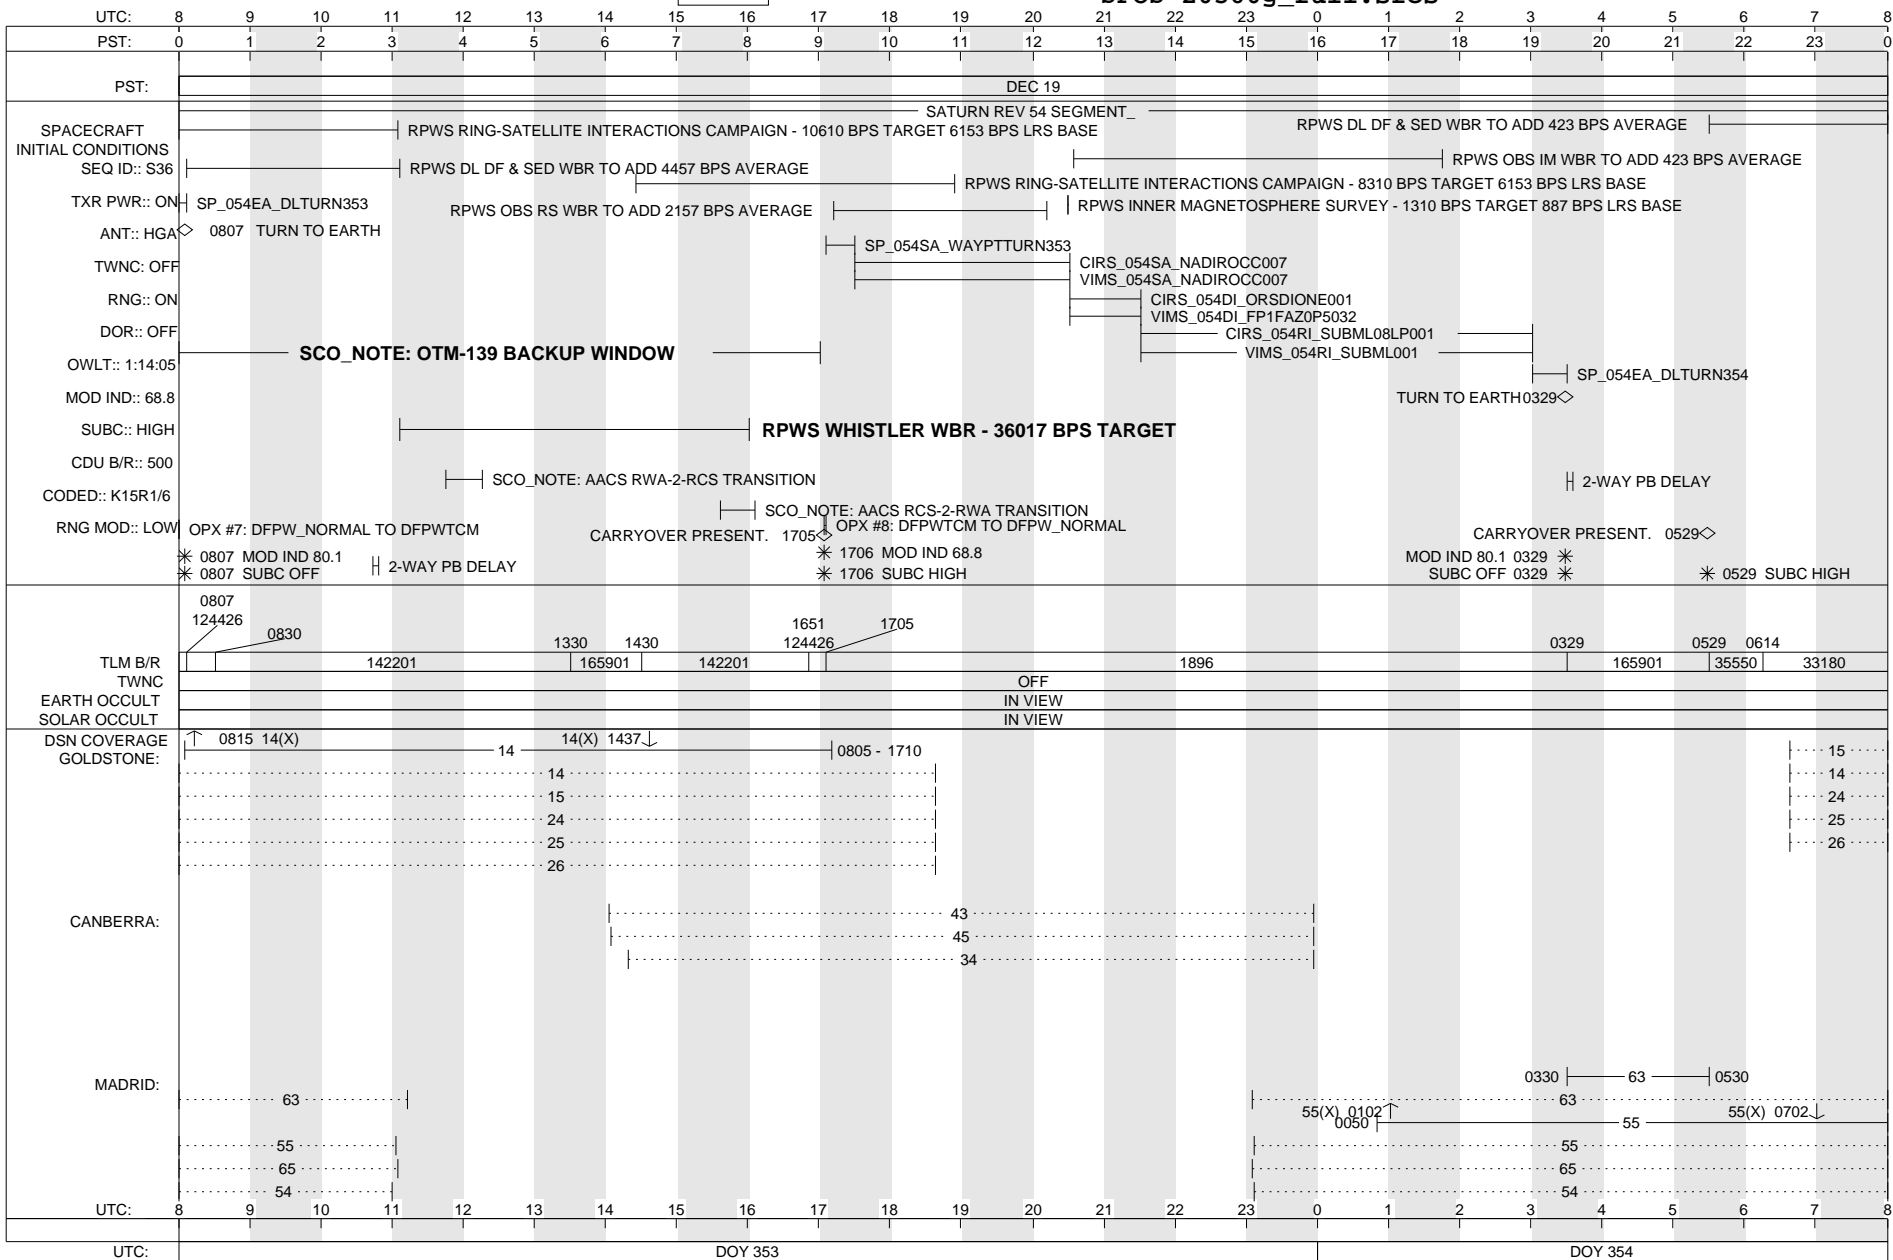 UTC: 8 9 10 11 12 13 14 15 16 17 18 19 20 21 22 23 0 1 2 3 4 5 6 7 8
PST: 0 1 2 3 4 5 6 7 8 9 10 11 12 13 14 15 16 17 18 19 20 21 22 23 0
PST: DEC 19
SATURN REV 54 SEGMENT_
SPACECRAFT
INITIAL CONDITIONS
RPWS RING-SATELLITE INTERACTIONS CAMPAIGN - 10610 BPS TARGET 6153 BPS LRS BASE
RPWS DL DF & SED WBR TO ADD 423 BPS AVERAGE
RPWS OBS IM WBR TO ADD 423 BPS AVERAGE
SEQ ID:: S36
RPWS DL DF & SED WBR TO ADD 4457 BPS AVERAGE
RPWS RING-SATELLITE INTERACTIONS CAMPAIGN - 8310 BPS TARGET 6153 BPS LRS BASE
TXR PWR:: ON
SP_054EA_DLTURN353
RPWS OBS RS WBR TO ADD 2157 BPS AVERAGE
RPWS INNER MAGNETOSPHERE SURVEY - 1310 BPS TARGET 887 BPS LRS BASE
ANT:: HGA
0807 TURN TO EARTH
SP_054SA_WAYPTTURN353
TWNC: OFF
CIRS_054SA_NADIROCC007
VIMS_054SA_NADIROCC007
RNG:: ON
CIRS_054DI_ORSDIONE001
VIMS_054DI_FP1FAZ0P5032
DOR:: OFF
CIRS_054RI_SUBML08LP001
SCO_NOTE: OTM-139 BACKUP WINDOW
VIMS_054RI_SUBML001
OWLT:: 1:14:05
SP_054EA_DLTURN354
MOD IND:: 68.8
TURN TO EARTH 0329
SUBC:: HIGH
RPWS WHISTLER WBR - 36017 BPS TARGET
CDU B/R:: 500
SCO_NOTE: AACS RWA-2-RCS TRANSITION
2-WAY PB DELAY
CODED:: K15R1/6
SCO_NOTE: AACS RCS-2-RWA TRANSITION
RNG MOD:: LOW
OPX #7: DFPW_NORMAL TO DFPWTCM
OPX #8: DFPWTCM TO DFPW_NORMAL
CARRYOVER PRESENT. 1705
CARRYOVER PRESENT. 0529
0807 MOD IND 80.1
2-WAY PB DELAY
1706 MOD IND 68.8
MOD IND 80.1 0329
0807 SUBC OFF
1706 SUBC HIGH
SUBC OFF 0329
0529 SUBC HIGH
0807
124426
0830
1330
1430
1651
124426
1705
0329
0529
0614
TLM B/R 142201 165901 142201 1896 165901 35550 33180
TWNC OFF
EARTH OCCULT IN VIEW
SOLAR OCCULT IN VIEW
DSN COVERAGE
GOLDSTONE:
0815 14(X)
14(X) 1437
14
0805 - 1710
15
14
14
15
24
24
25
25
26
26
CANBERRA:
43
45
34
MADRID:
0330 63 0530
63
63
55(X) 0102
55(X) 0702
0050 55
55
55
65
65
54
54
UTC: 8 9 10 11 12 13 14 15 16 17 18 19 20 21 22 23 0 1 2 3 4 5 6 7 8
UTC: DOY 353 DOY 354